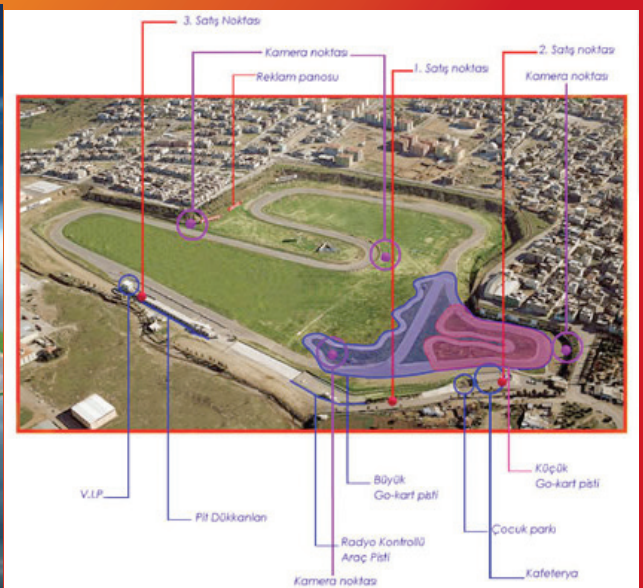 3. Satış Noktası
Kamera noktası
2. Satış noktası
1. Satış noktası
Reklam panosu
Kamera noktası
V.I.P
Pit Dükkanları
Radyo Kontrollü
Araç Pisti
Kamera noktası
Büyük
Go-kart pisti
Küçük
Go-kart pisti
Çocuk parkı
Kafeterya